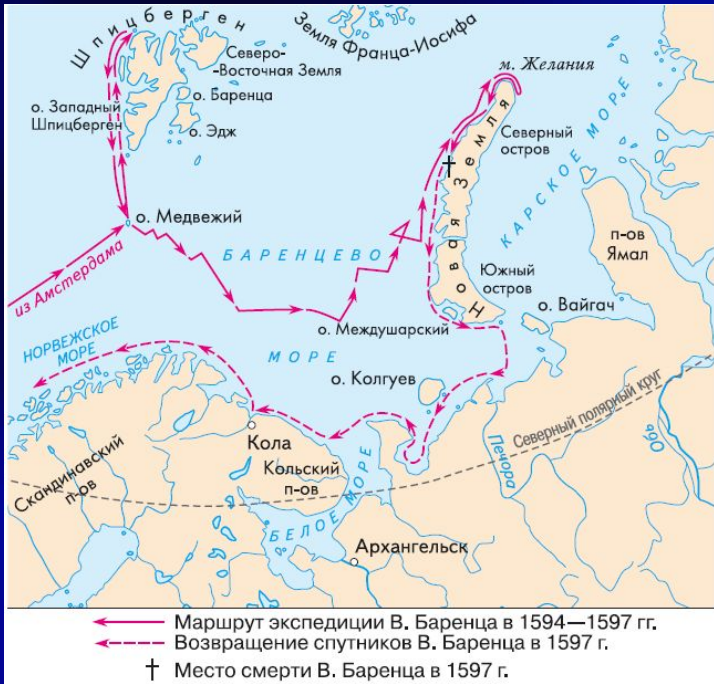 Шпицберген
Земля Франца-Иосифа
Северо-
-Восточная Земля
м. Желания
о. Баренца
о. Западный
Шпицберген
о. Эдж
Северный
остров
Новая Земля
КАРСКОЕ МОРЕ
о. Медвежий
п-ов
Ямал
БАРЕНЦЕВО
из Амстердама
Южный
остров
о. Вайгач
о. Междушарский
НОРВЕЖСКОЕ
МОРЕ
МОРЕ
о. Колгуев
Северный полярный круг
Кола
Печора
Обь
Скандинавский
п-ов
Кольский
п-ов
БЕЛОЕ МОРЕ
Архангельск
Маршрут экспедиции В. Баренца в 1594—1597 гг.
Возвращение спутников В. Баренца в 1597 г.
Место смерти В. Баренца в 1597 г.